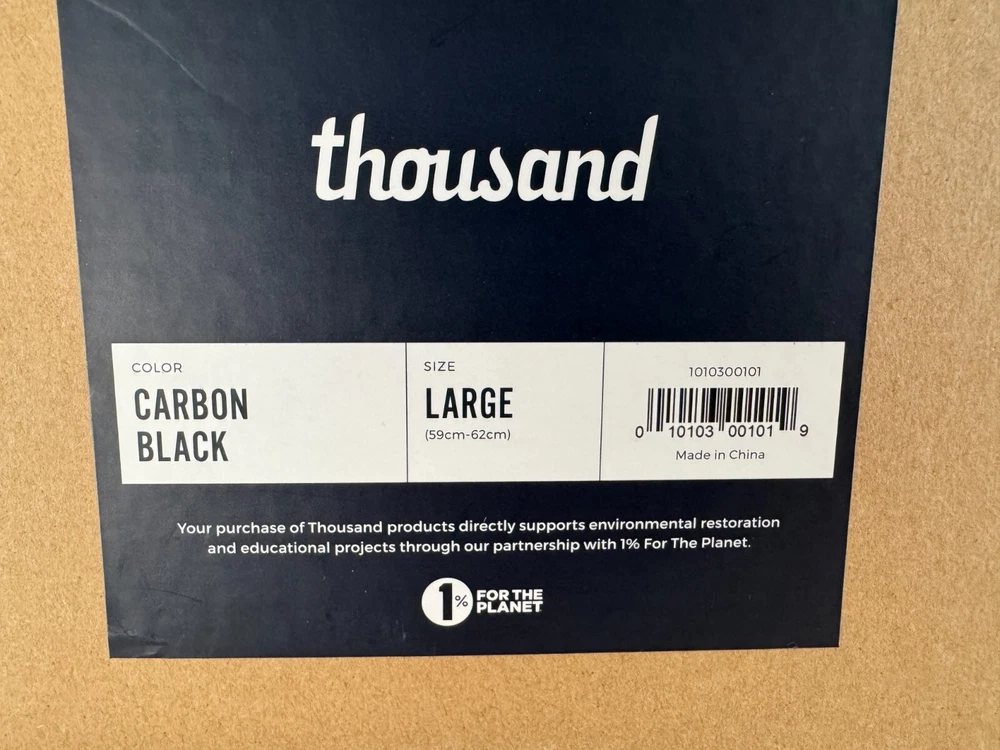 thousand
COLOR
CARBON
BLACK
SIZE
LARGE
(59cm-62cm)
1010300101
0 10103 00101 9
Made in China
Your purchase of Thousand products directly supports environmental restoration
and educational projects through our partnership with 1% For The Planet.
1% FOR THE
PLANET